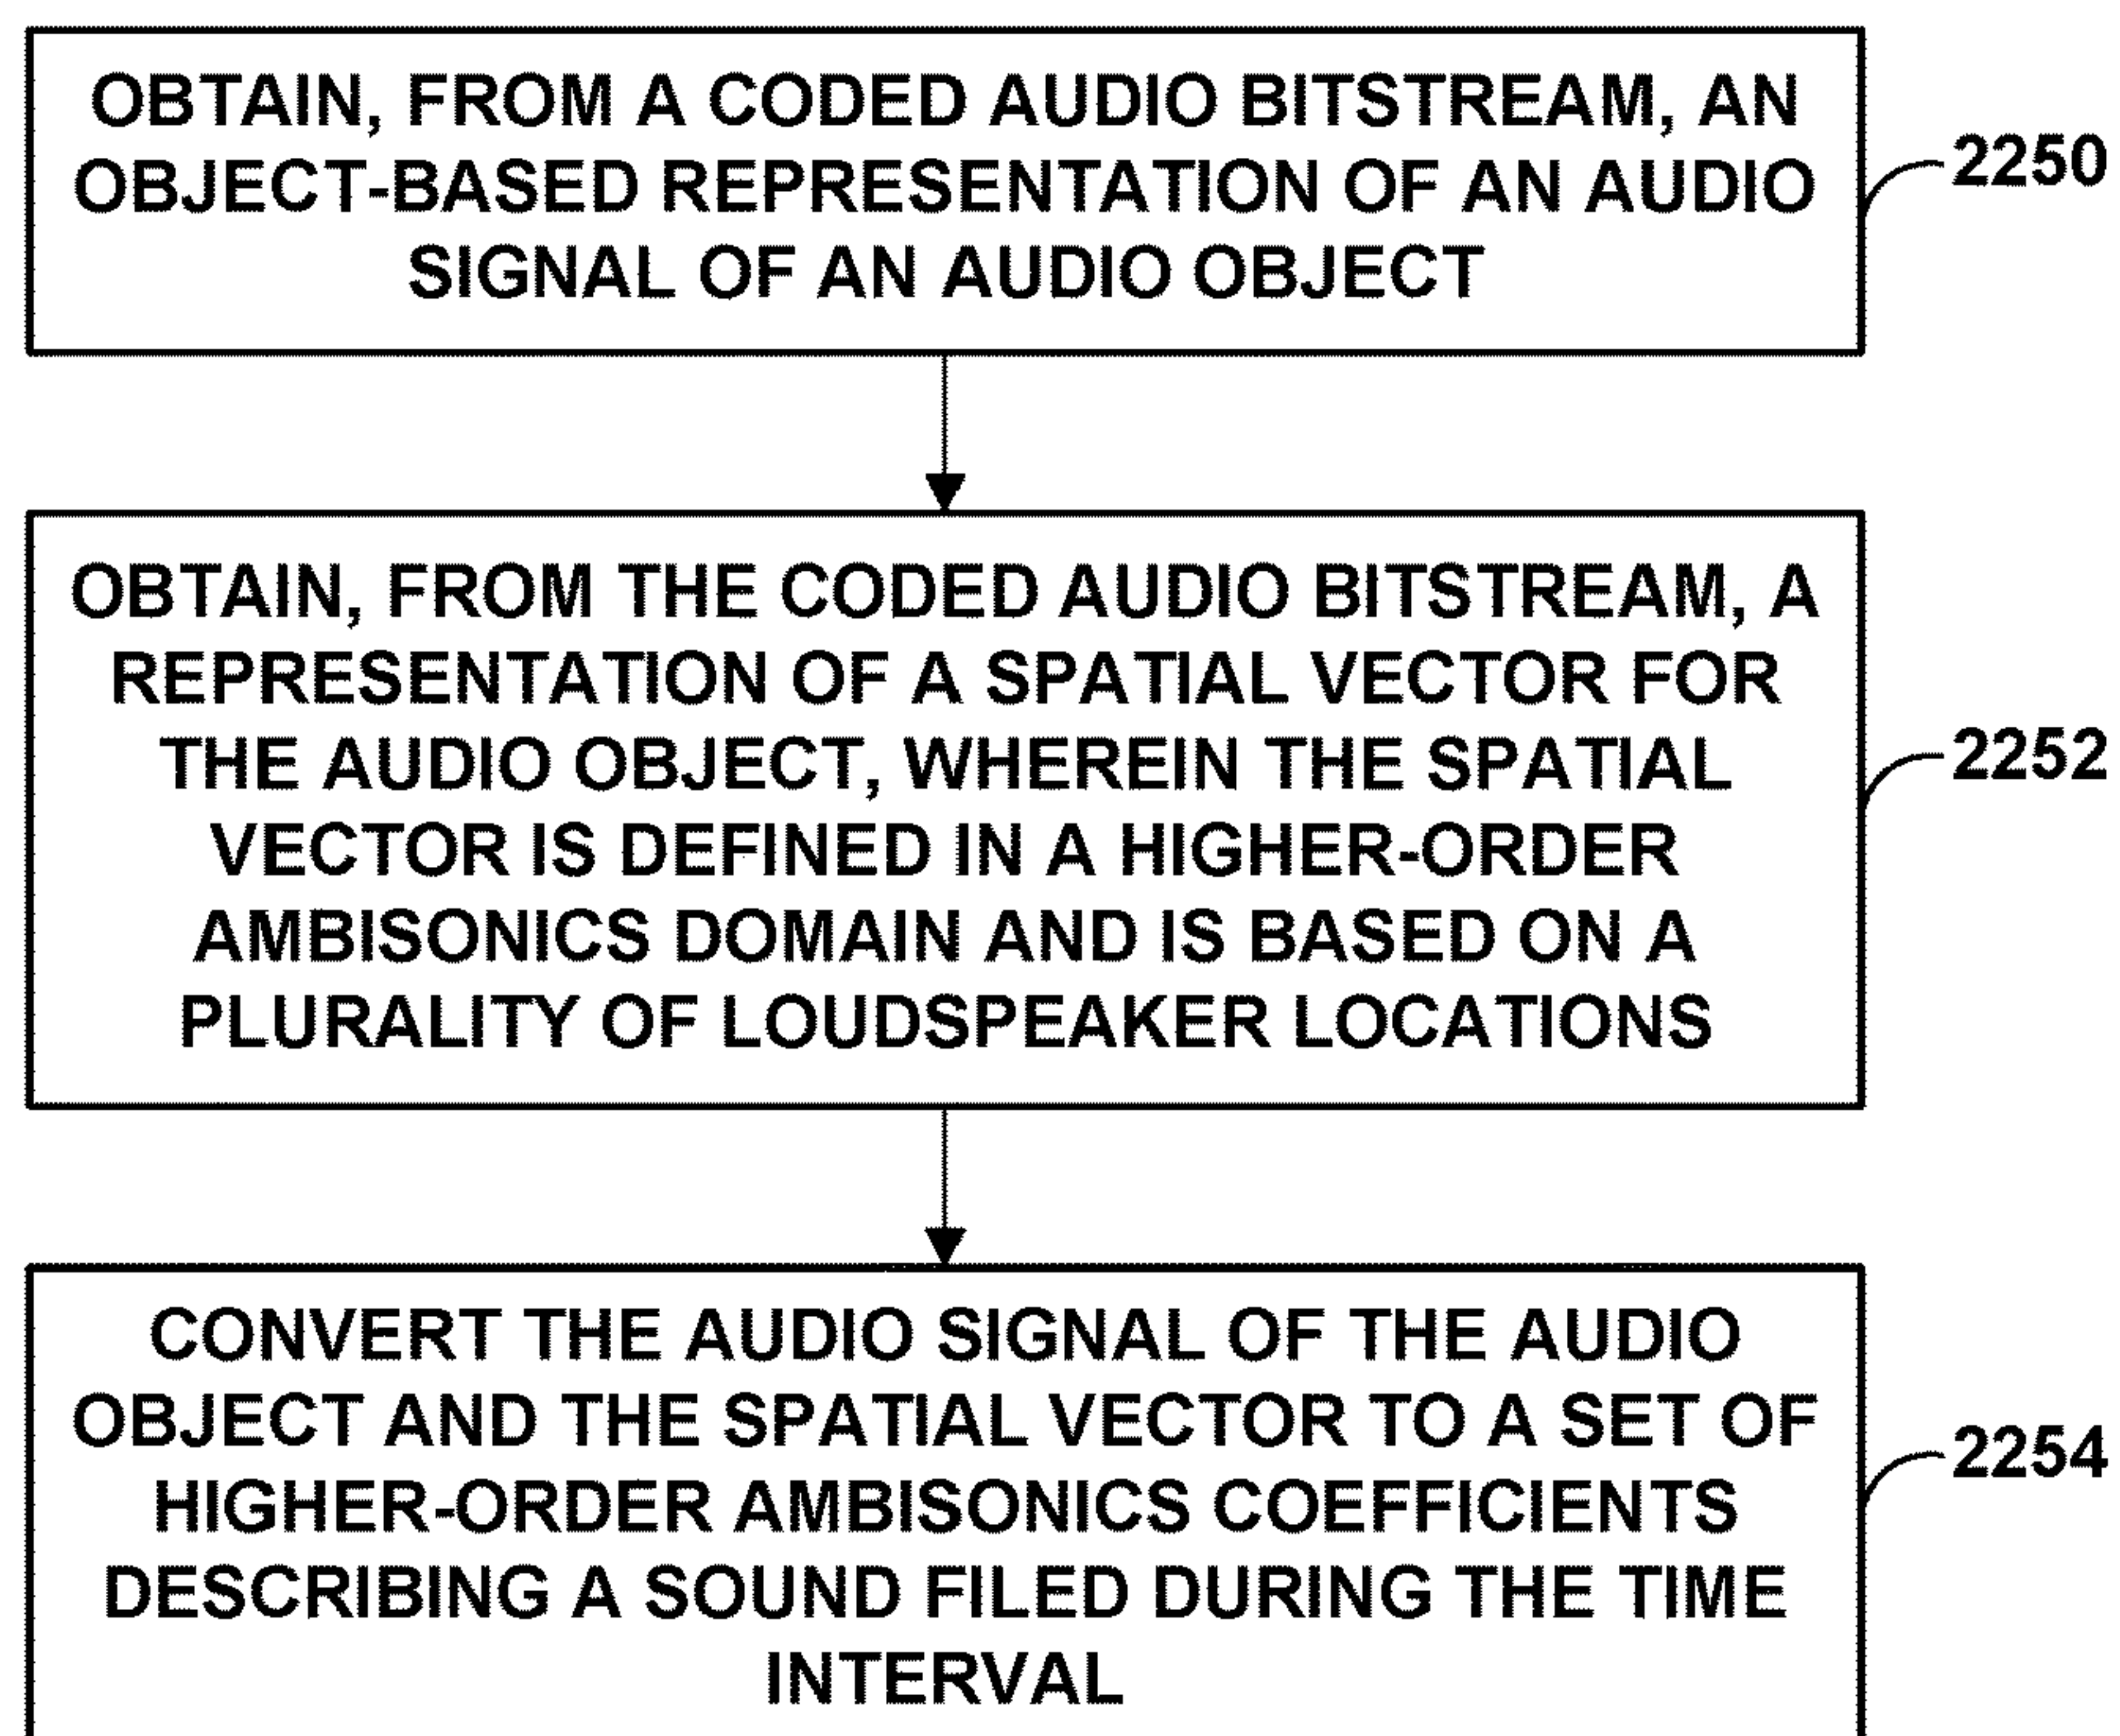 OBTAIN, FROM A CODED AUDIO BITSTREAM, AN
OBJECT-BASED REPRESENTATION OF AN AUDIO
SIGNAL OF AN AUDIO OBJECT
2250
OBTAIN, FROM THE CODED AUDIO BITSTREAM, A
REPRESENTATION OF A SPATIAL VECTOR FOR
THE AUDIO OBJECT, WHEREIN THE SPATIAL
VECTOR IS DEFINED IN A HIGHER-ORDER
AMBISONICS DOMAIN AND IS BASED ON A
PLURALITY OF LOUDSPEAKER LOCATIONS
2252
CONVERT THE AUDIO SIGNAL OF THE AUDIO
OBJECT AND THE SPATIAL VECTOR TO A SET OF
HIGHER-ORDER AMBISONICS COEFFICIENTS
DESCRIBING A SOUND FILED DURING THE TIME
INTERVAL
2254